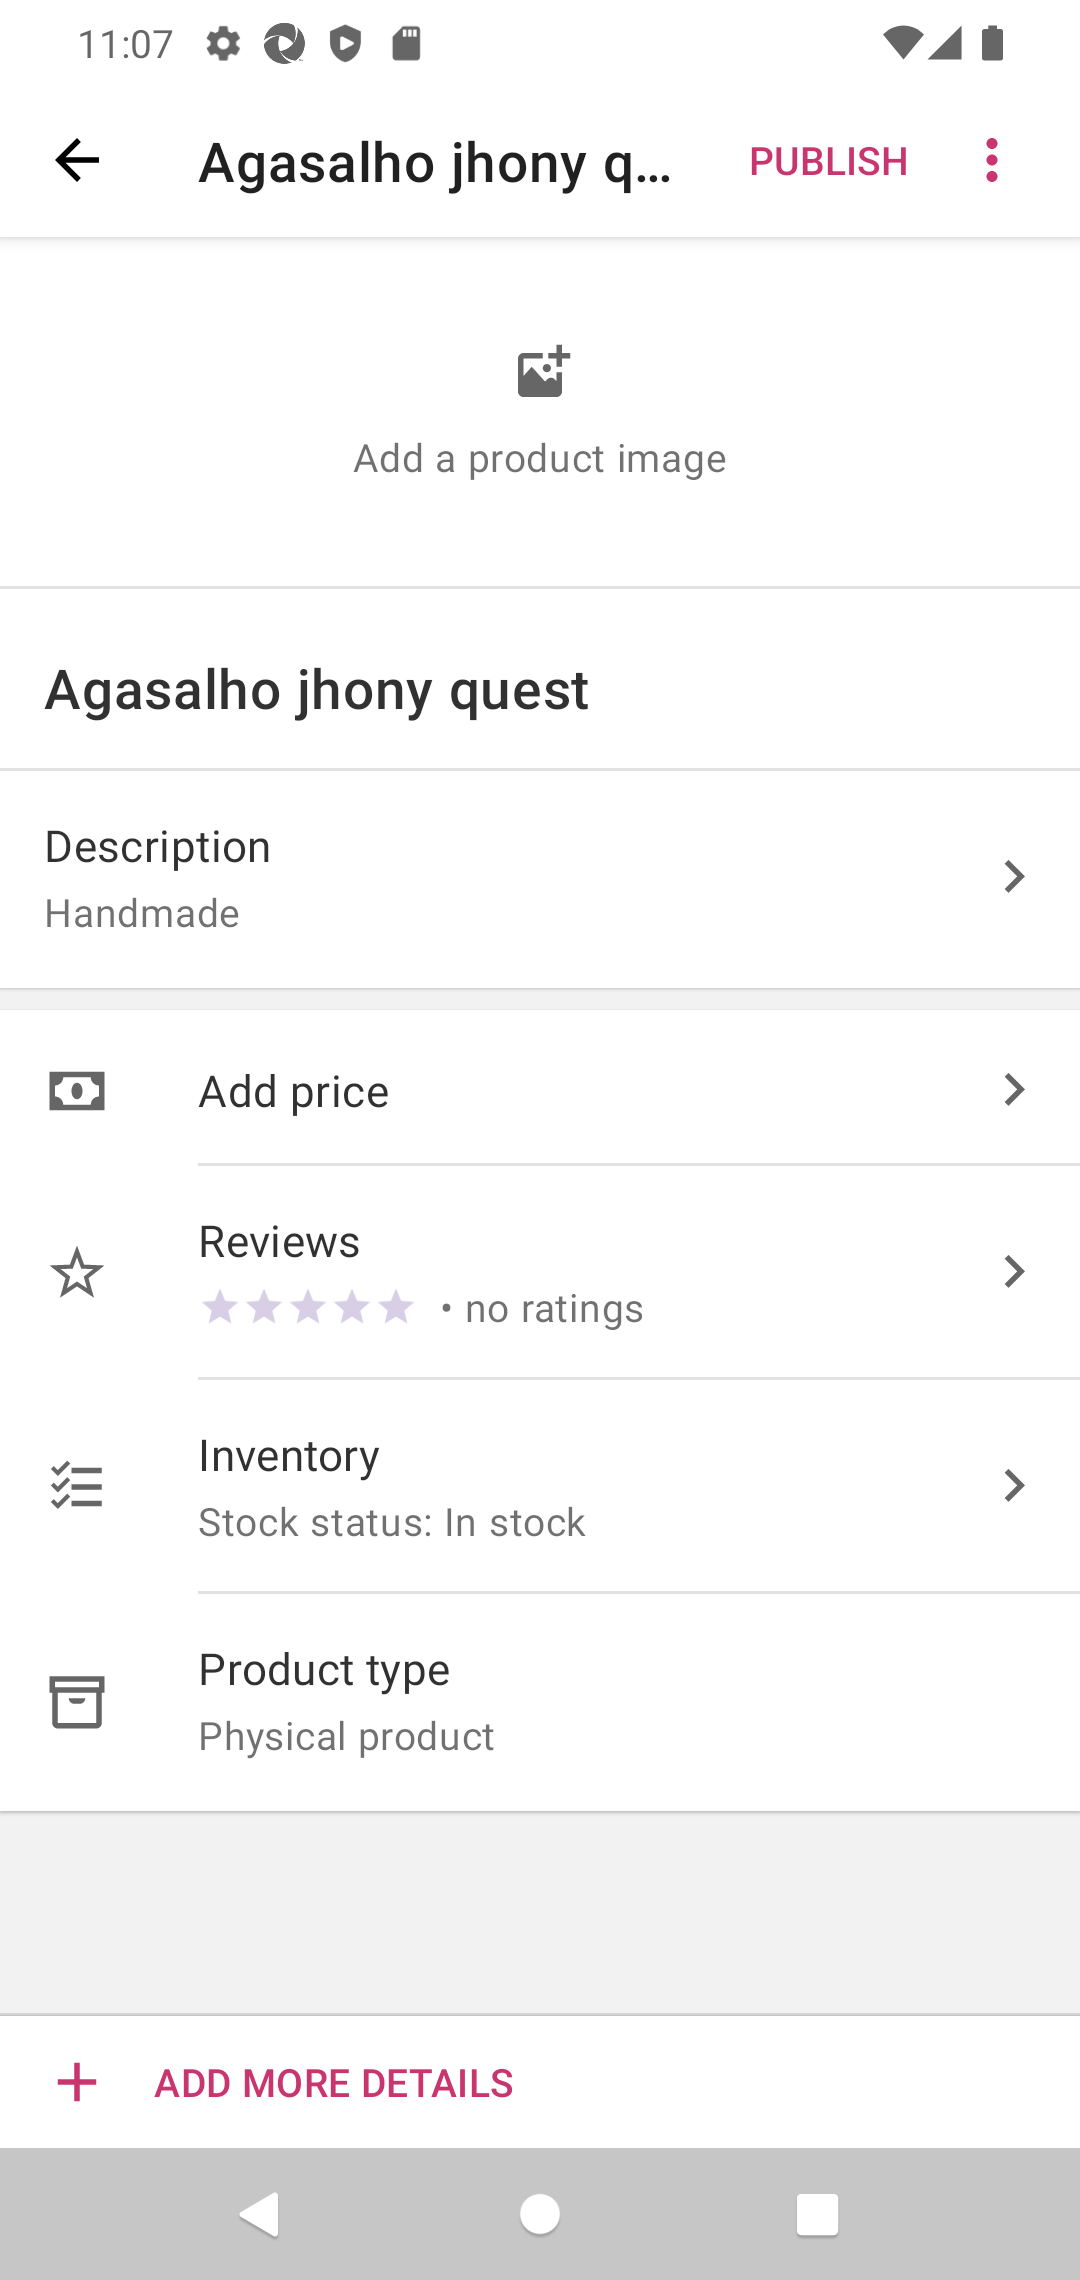 11:07
Agasalho jhony q...
PUBLISH
Add a product image
Agasalho jhony quest
Description
Handmade
Add price
Reviews
• no ratings
Inventory
Stock status: In stock
Product type
Physical product
ADD MORE DETAILS